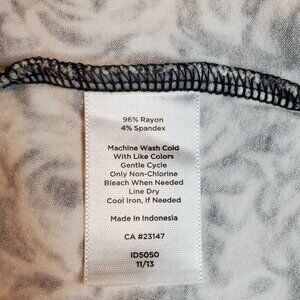 96% Rayon
4% Spandex
Machine Wash Cold
With Like Colors
Gentle Cycle
Only Non-Chlorine
Bleach When Needed
Line Dry
Cool Iron, If Needed
Made In Indonesia
CA #23147
ID5050
11/13